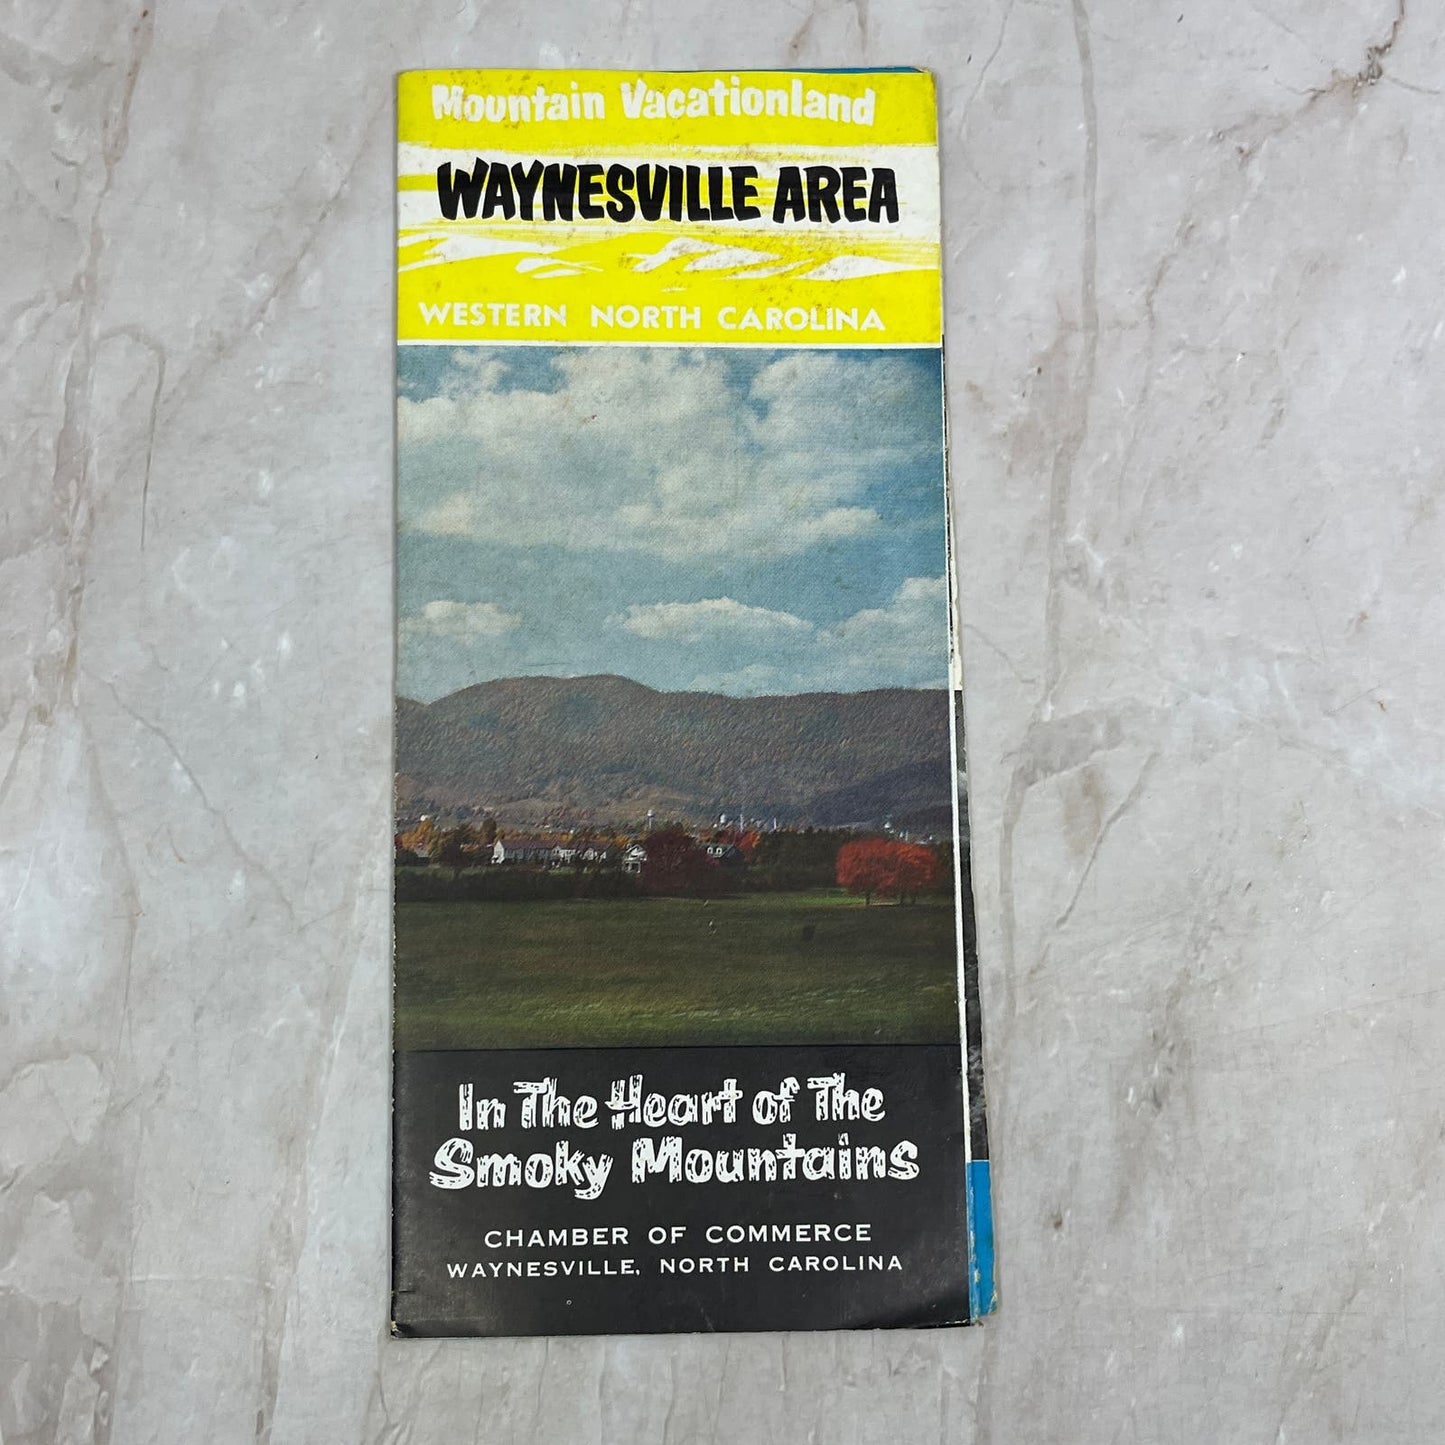 Mountain Vacationland
WAYNESVILLE AREA
WESTERN NORTH CAROLINA
In The Heart of The
Smoky Mountains
CHAMBER OF COMMERCE
WAYNESVILLE, NORTH CAROLINA